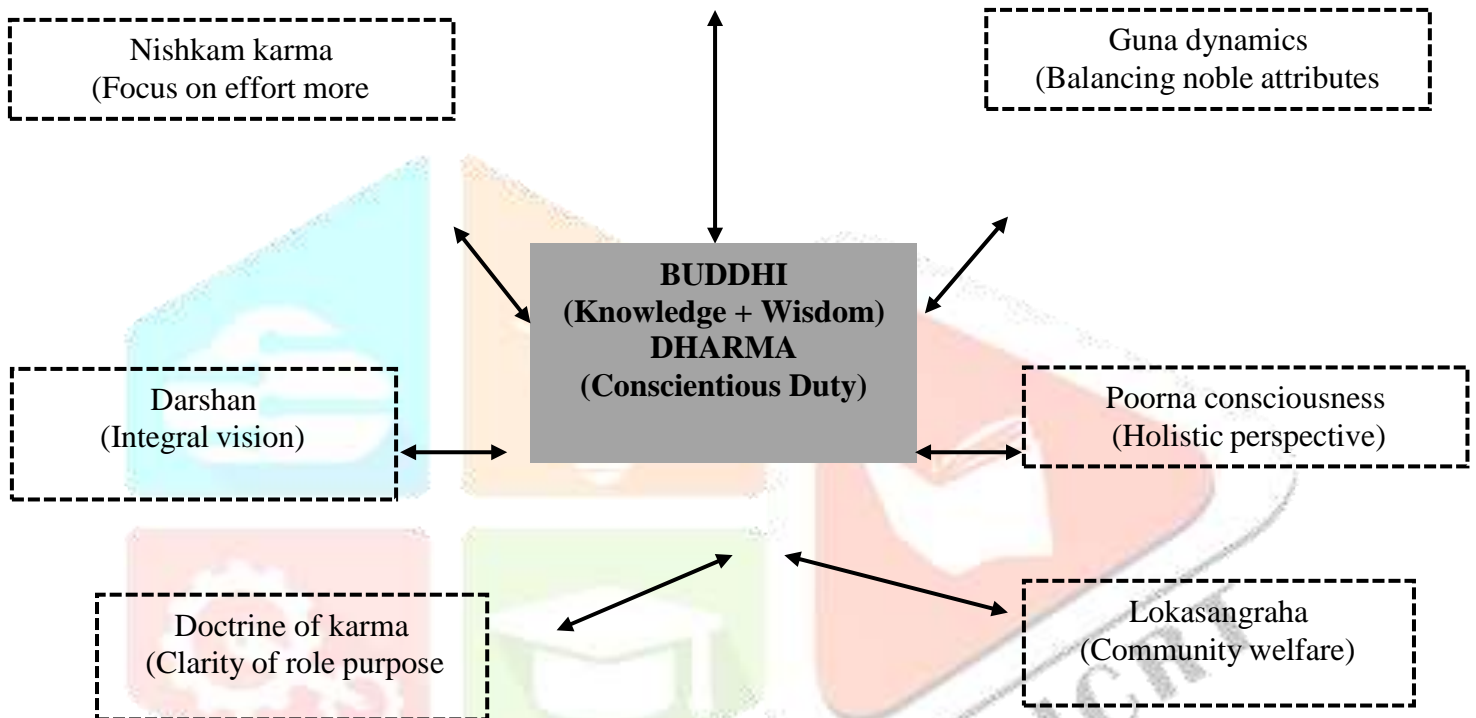 Nishkam karma
(Focus on effort more
Guna dynamics
(Balancing noble attributes
BUDDHI
(Knowledge + Wisdom)
DHARMA
(Conscientious Duty)
Darshan
(Integral vision)
Poorna consciousness
(Holistic perspective)
Doctrine of karma
(Clarity of role purpose
Lokasangraha
(Community welfare)